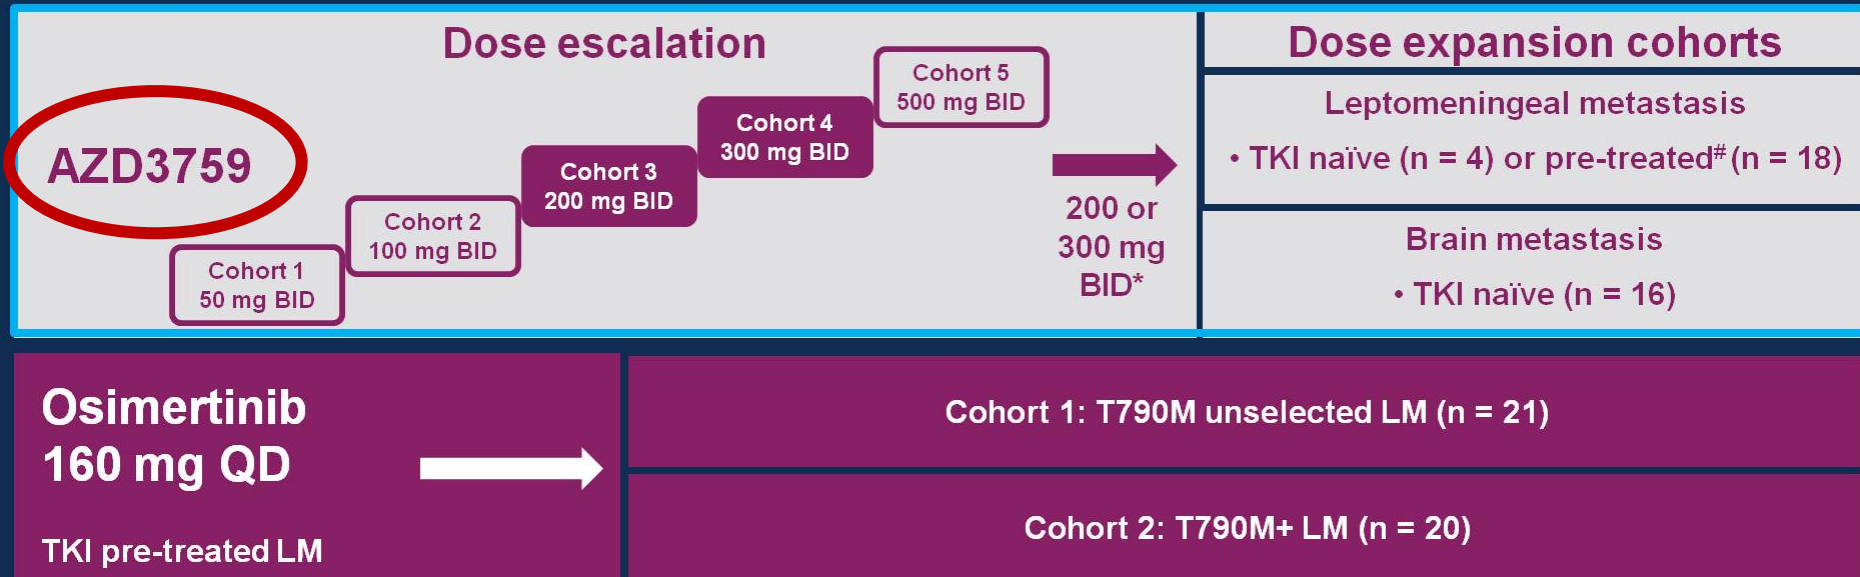 Dose escalation
AZD3759
Cohort 1
50 mg BID
Cohort 2
100 mg BID
Cohort 3
200 mg BID
Cohort 4
300 mg BID
Cohort 5
500 mg BID
200 or
300 mg
BID*
Dose expansion cohorts
Leptomeningeal metastasis
• TKI naïve (n = 4) or pre-treated# (n = 18)
Brain metastasis
• TKI naïve (n = 16)
Osimertinib
160 mg QD
TKI pre-treated LM
Cohort 1: T790M unselected LM (n = 21)
Cohort 2: T790M+ LM (n = 20)